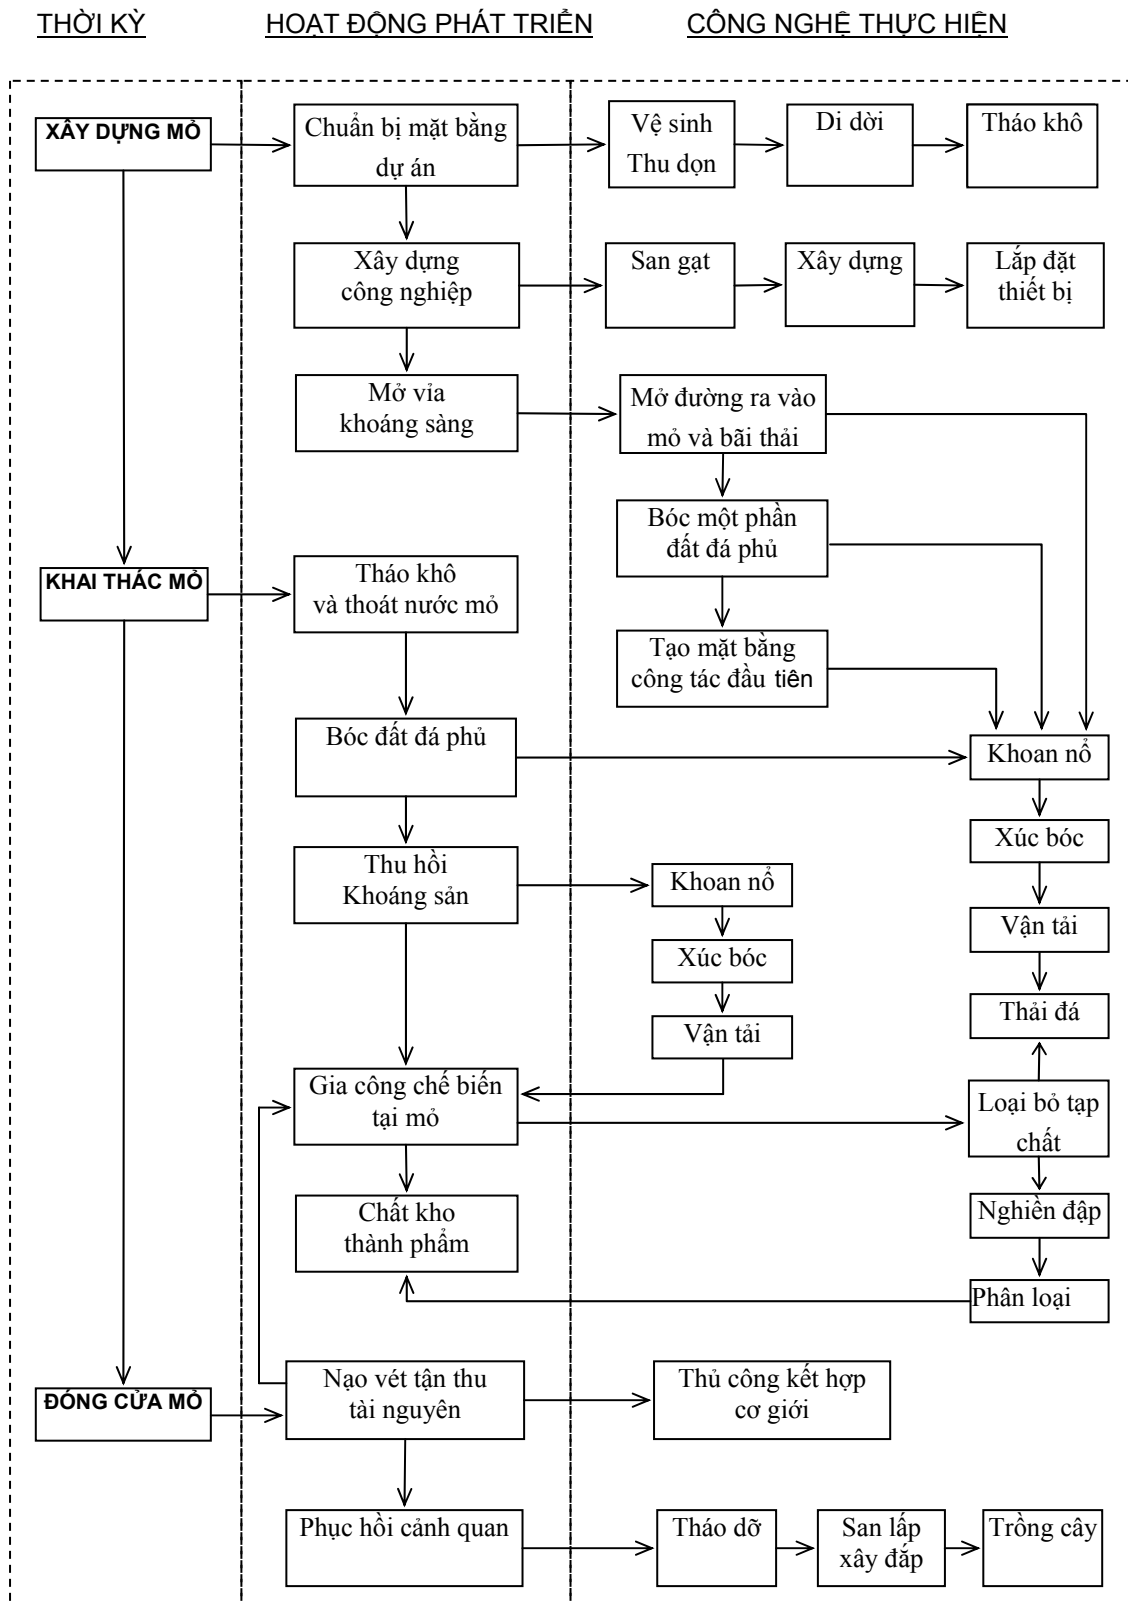 THỜI KỲ
HOẠT ĐỘNG PHÁT TRIỂN
CÔNG NGHỆ THỰC HIỆN
XÂY DỰNG MỎ
Chuẩn bị mặt bằng
dự án
Vệ sinh
Thu dọn
Di dời
Tháo khô
Xây dựng
công nghiệp
San gạt
Xây dựng
Lắp đặt
thiết bị
Mở vỉa
khoáng sàng
Mở đường ra vào
mỏ và bãi thải
Bóc một phần
đất đá phủ
KHAI THÁC MỎ
Tháo khô
và thoát nước mỏ
Tạo mặt bằng
công tác đầu tiên
Bóc đất đá phủ
Khoan nổ
Xúc bóc
Vận tải
Thải đá
Thu hồi
Khoáng sản
Khoan nổ
Xúc bóc
Vận tải
Gia công chế biến
tại mỏ
Loại bỏ tạp
chất
Nghiền đập
Phân loại
Chất kho
thành phẩm
ĐÓNG CỬA MỎ
Nạo vét tận thu
tài nguyên
Thủ công kết hợp
cơ giới
Phục hồi cảnh quan
Tháo dỡ
San lấp
xây đắp
Trồng cây